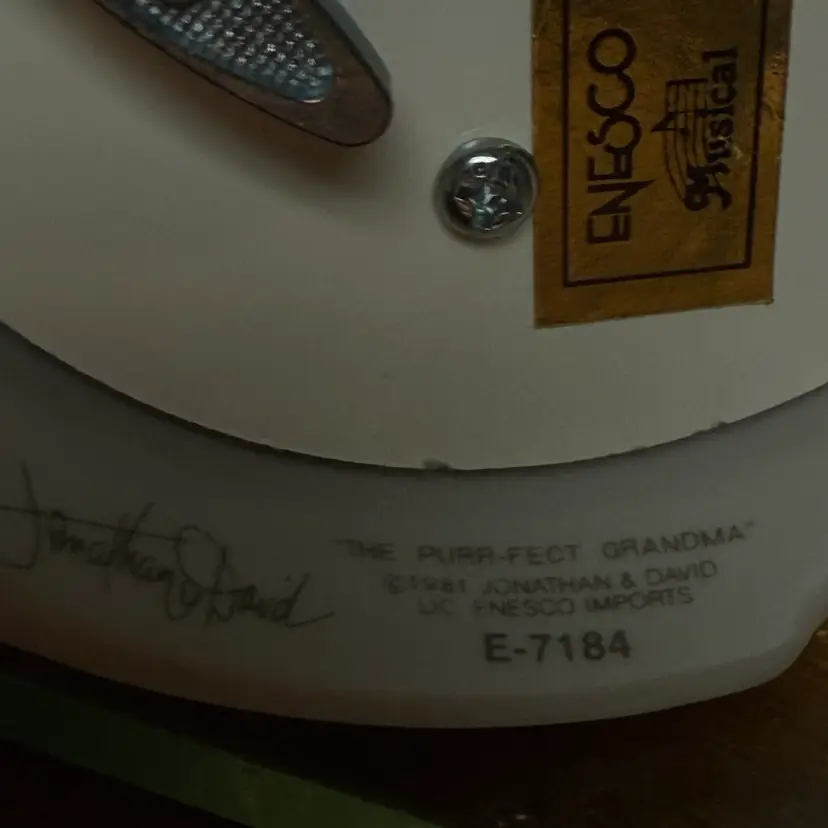 ENESCO
Musical
Jonathan & David
"THE PURR-FECT GRANDMA"
©1981 JONATHAN & DAVID
LIC ENESCO IMPORTS
E-7184